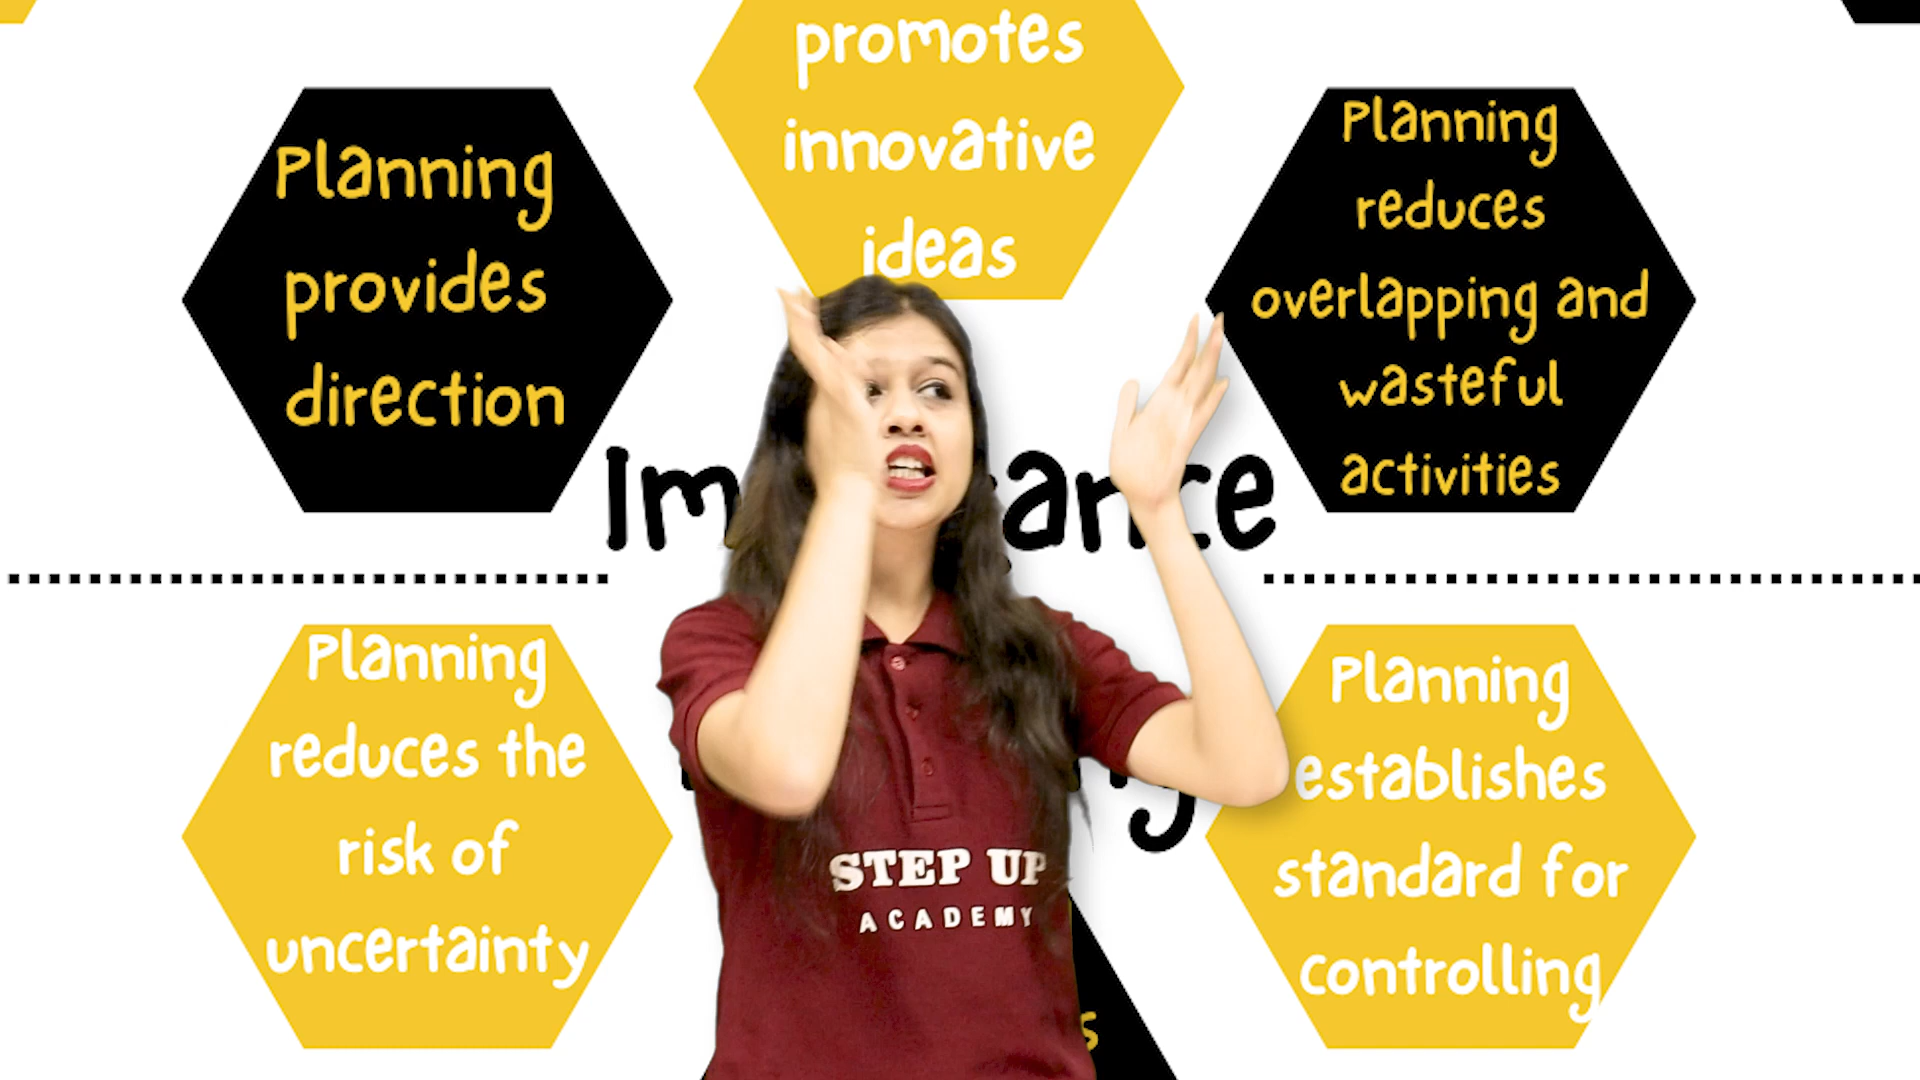 promotes
innovative
ideas
Planning
provides
direction
Planning
reduces
overlapping and
wasteful
activities
Planning
reduces the
risk of
uncertainty
Planning
establishes
standard for
controlling
STEP UP
ACADEMY